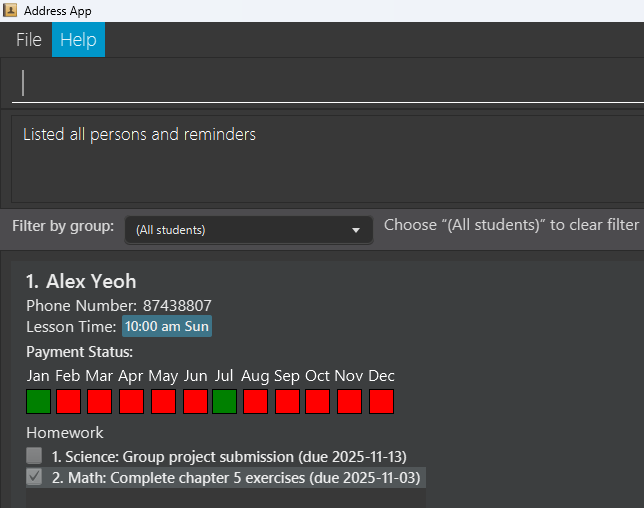 Address App
File Help
Listed all persons and reminders
Filter by group: (All students) Choose “(All students)” to clear filter
1. Alex Yeoh
Phone Number: 87438807
Lesson Time: 10:00 am Sun
Payment Status:
Jan Feb Mar Apr May Jun Jul Aug Sep Oct Nov Dec
Homework
1. Science: Group project submission (due 2025-11-13)
2. Math: Complete chapter 5 exercises (due 2025-11-03)